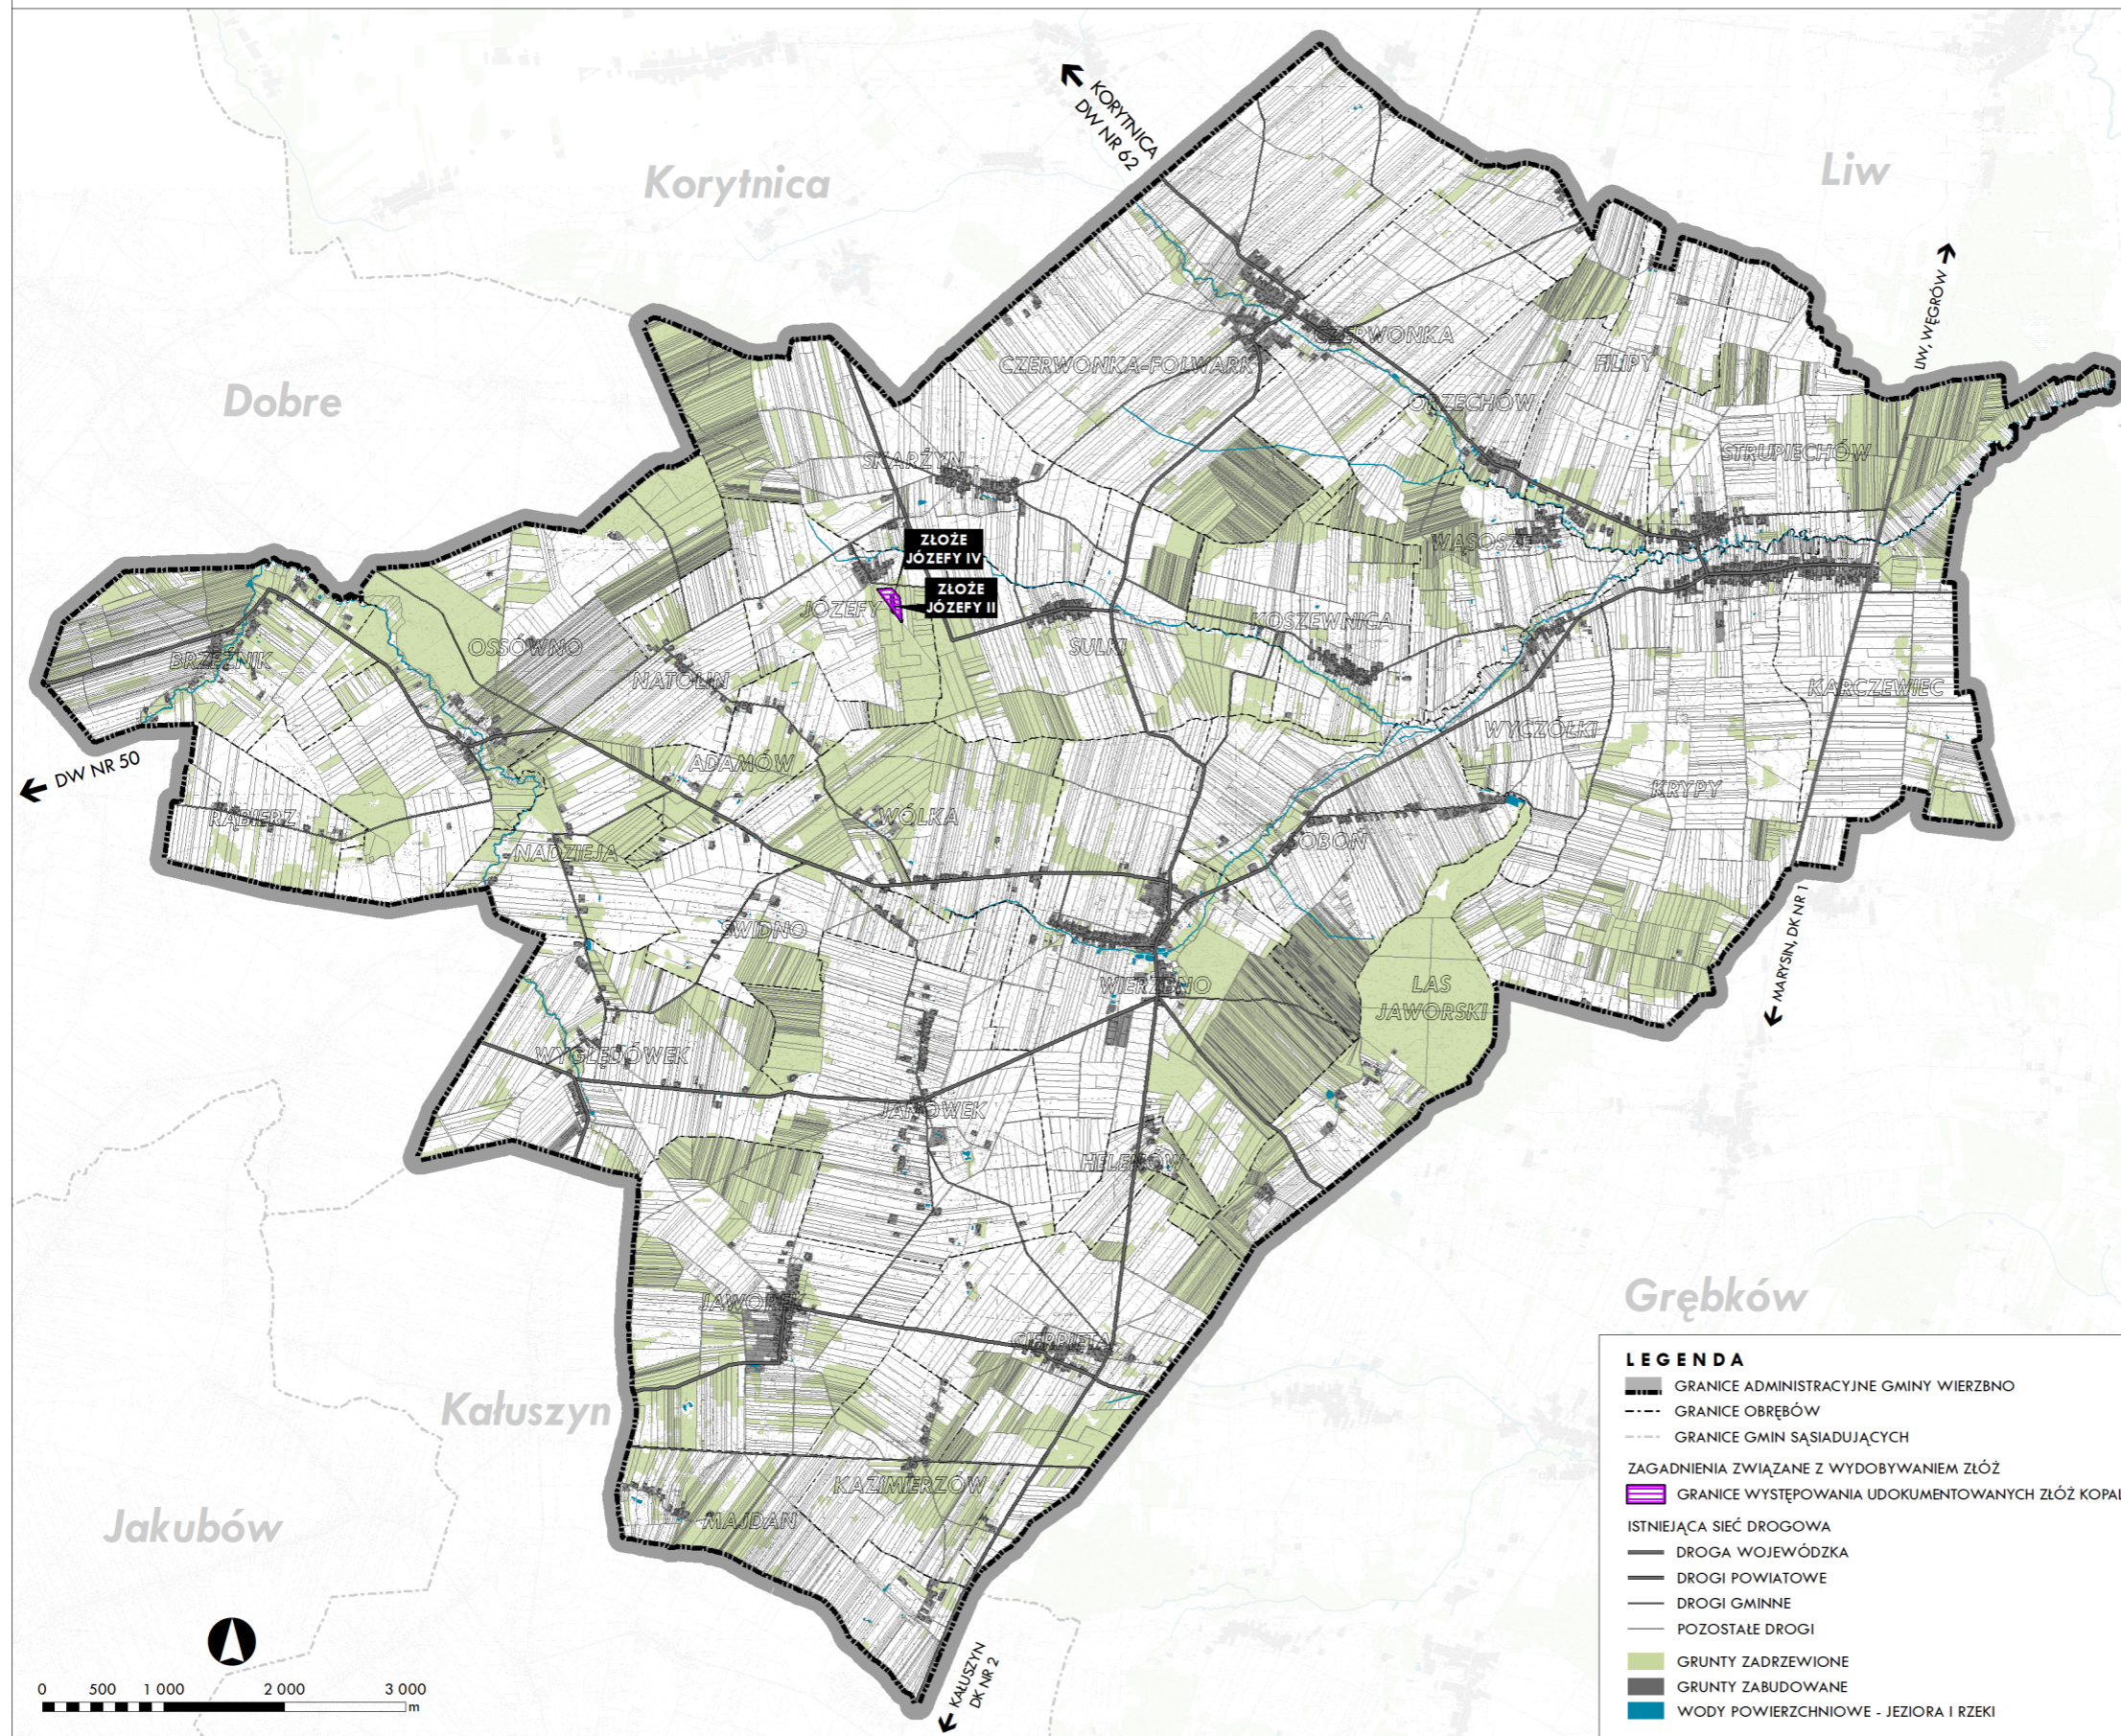 KORYTNICA
DW NR 62
Korytnica
Liw
LIW, WĘGRÓW
Dobre
CZERWONKA
CZERWONKA-FOLWARK
FILIPY
ORZECHÓW
SKARŻYN
STRUPIECHÓW
ZŁOŻE
JÓZEFY IV
WĄSOSZE
ZŁOŻE
JÓZEFY II
JÓZEFY
KOSZEWNICA
SULKI
OSSÓWNO
BRZEŹNIK
NATOLIN
KARCZEWIEC
WYCZÓŁKI
DW NR 50
ADAMÓW
KRYPY
RĄBIERZ
WÓLKA
SOBOŃ
NADZIEJA
ŚWIDNO
MARYSIN, DK NR 1
WIERZBNO
LAS
JAWORSKI
WYGLĘDÓWEK
JANÓWEK
HELENÓW
Grębków
JAWOREK
CIERPIĘTA
Kałuszyn
KAZIMIERZÓW
MAJDAN
Jakubów
KAŁUSZYN
DK NR 2
0 500 1 000 2 000 3 000
m
LEGENDA
GRANICE ADMINISTRACYJNE GMINY WIERZBNO
GRANICE OBRĘBÓW
GRANICE GMIN SĄSIADUJĄCYCH
ZAGADNIENIA ZWIĄZANE Z WYDOBYWANIEM ZŁÓŻ
GRANICE WYSTĘPOWANIA UDOKUMENTOWANYCH ZŁÓŻ KOPAL
ISTNIEJĄCA SIEĆ DROGOWA
DROGA WOJEWÓDZKA
DROGI POWIATOWE
DROGI GMINNE
POZOSTAŁE DROGI
GRUNTY ZADRZEWIONE
GRUNTY ZABUDOWANE
WODY POWIERZCHNIOWE - JEZIORA I RZEKI